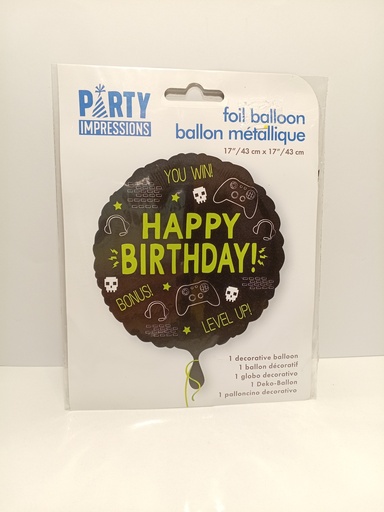 PARTY
IMPRESSIONS
foil balloon
ballon métallique
17"/43 cm x 17"/43 cm
YOU WIN!
HAPPY
BIRTHDAY!
BONUS!
LEVEL UP!
1 decorative balloon
1 ballon décoratif
1 globo decorativo
1 Deko-Ballon
1 palloncino decorativo